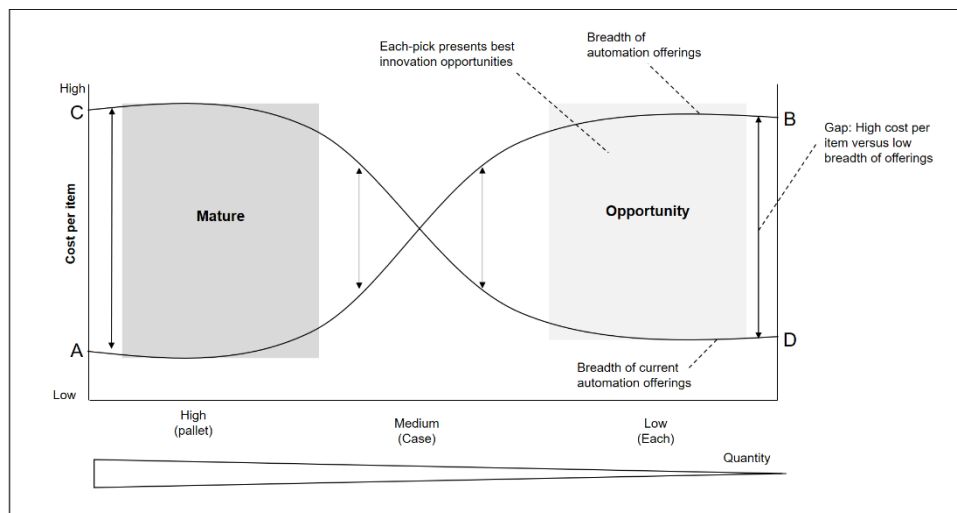 Each-pick presents best
innovation opportunities
Breadth of
automation offerings
High
C
B
Gap: High cost per
item versus low
breadth of offerings
Cost per item
Mature
Opportunity
A
D
Breadth of current
automation offerings
Low
High
(pallet)
Medium
(Case)
Low
(Each)
Quantity